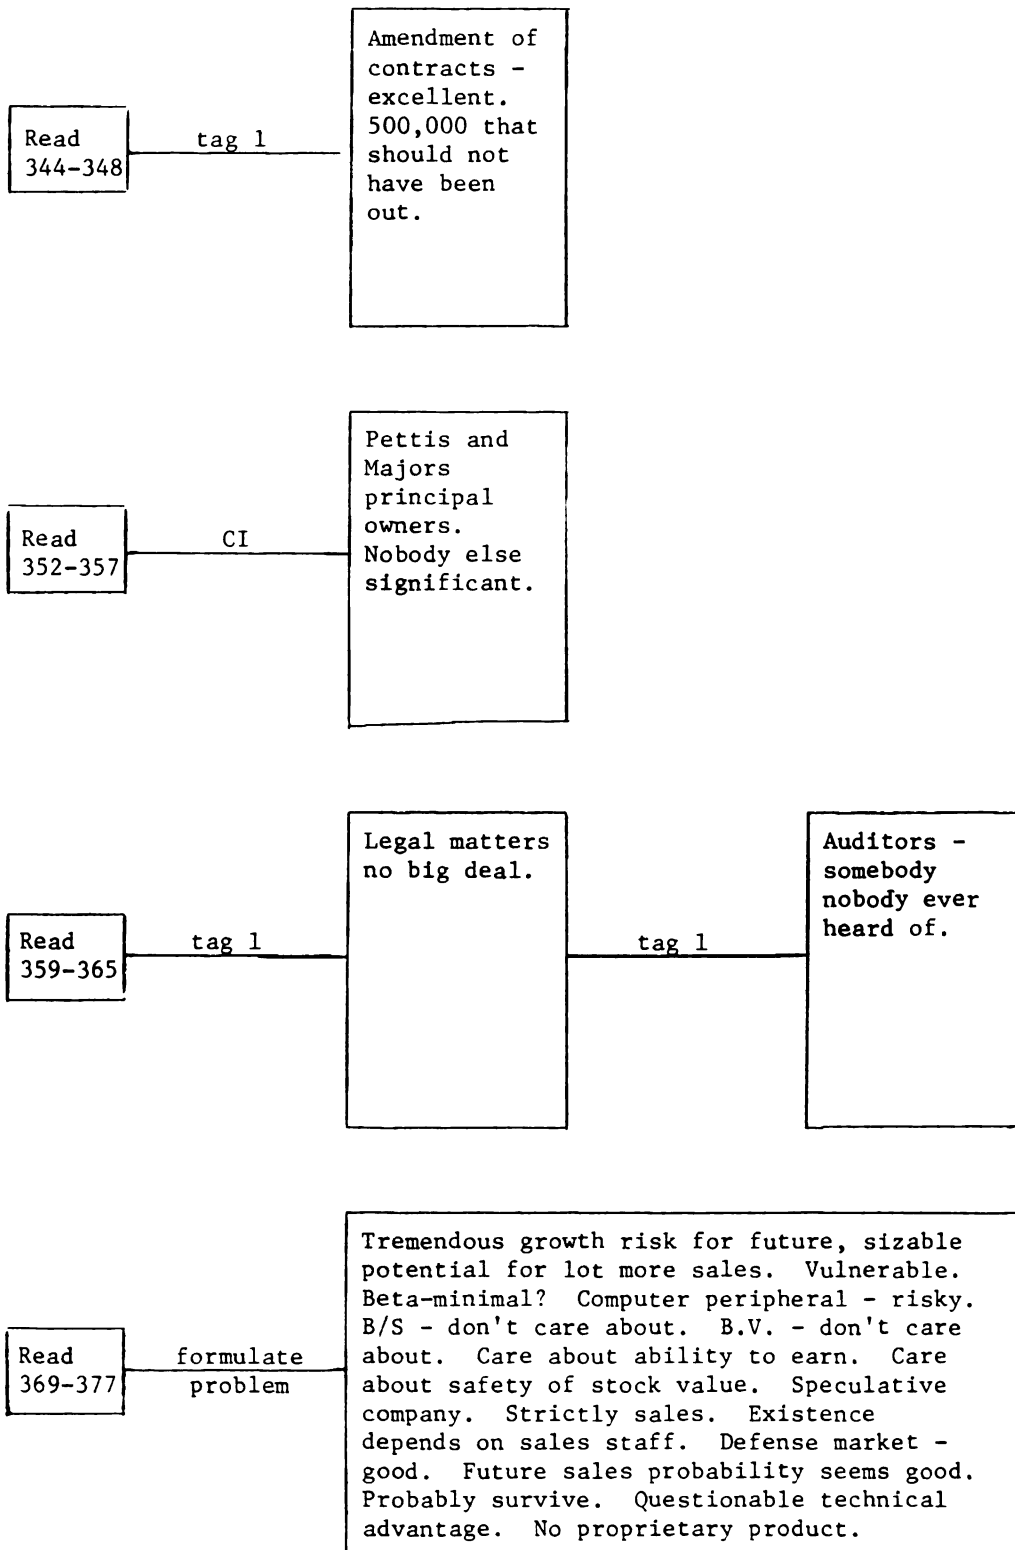 Amendment of
contracts -
excellent.
500,000 that
should not
have been
out.
Read
344-348
tag 1
Pettis and
Majors
principal
owners.
Nobody else
significant.
Read
352-357
CI
Legal matters
no big deal.
Auditors -
somebody
nobody ever
heard of.
Read
359-365
tag 1
tag 1
Tremendous growth risk for future, sizable
potential for lot more sales. Vulnerable.
Beta-minimal? Computer peripheral - risky.
B/S - don't care about. B.V. - don't care
about. Care about ability to earn. Care
about safety of stock value. Speculative
company. Strictly sales. Existence
depends on sales staff. Defense market -
good. Future sales probability seems good.
Probably survive. Questionable technical
advantage. No proprietary product.
Read
369-377
formulate
problem